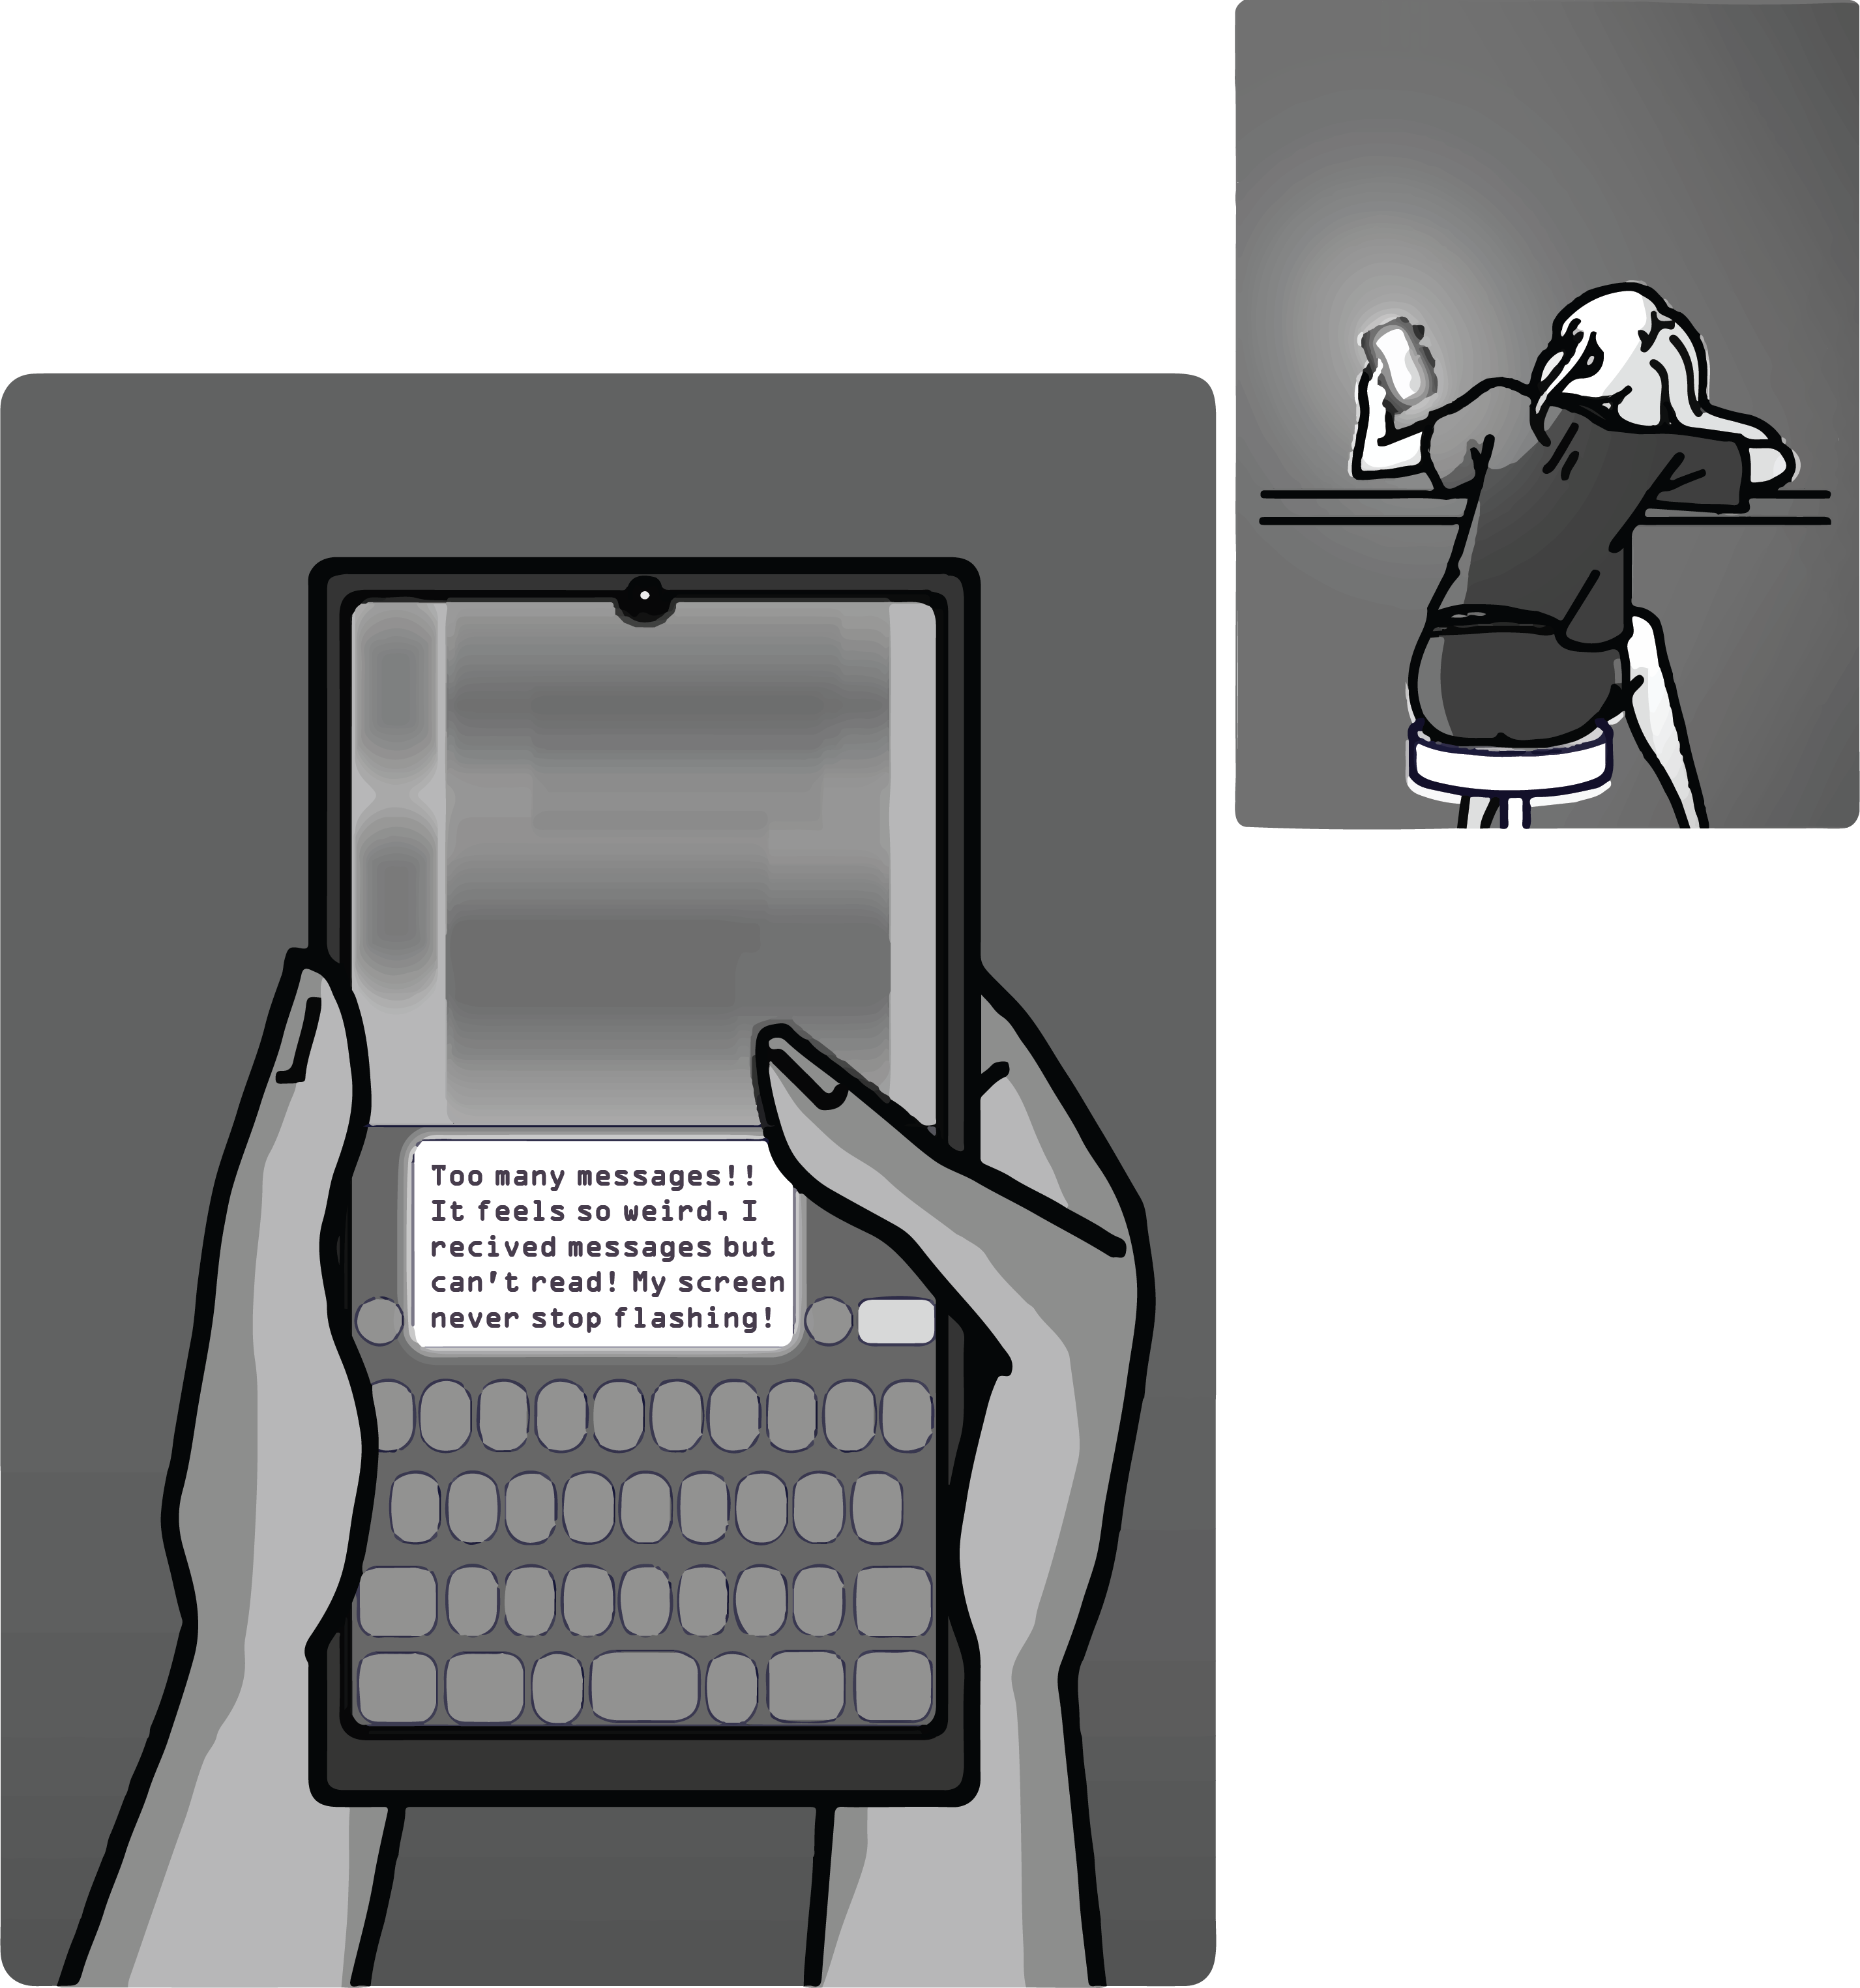 Too many messages!!
It feels so weird, I
recived messages but
can't read! My screen
never stop flashing!